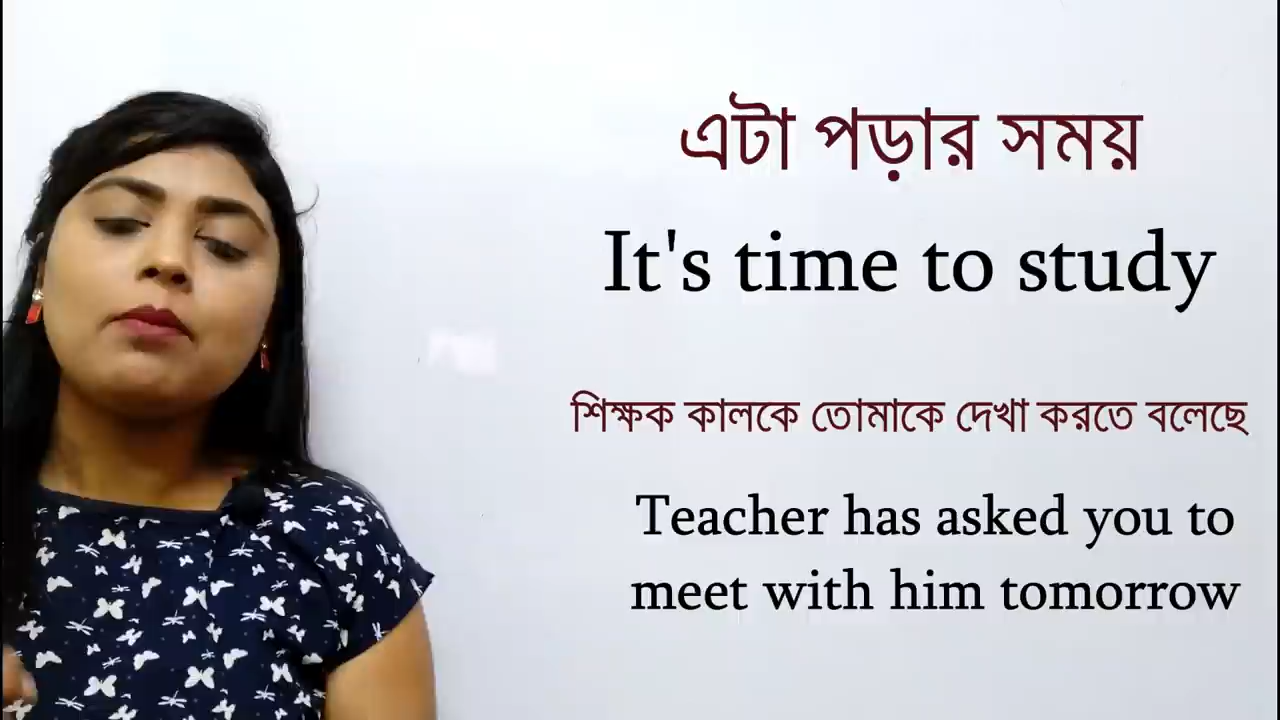 এটা পড়ার সময়
It's time to study
শিক্ষক কালকে তোমাকে দেখা করতে বলেছে
Teacher has asked you to
meet with him tomorrow